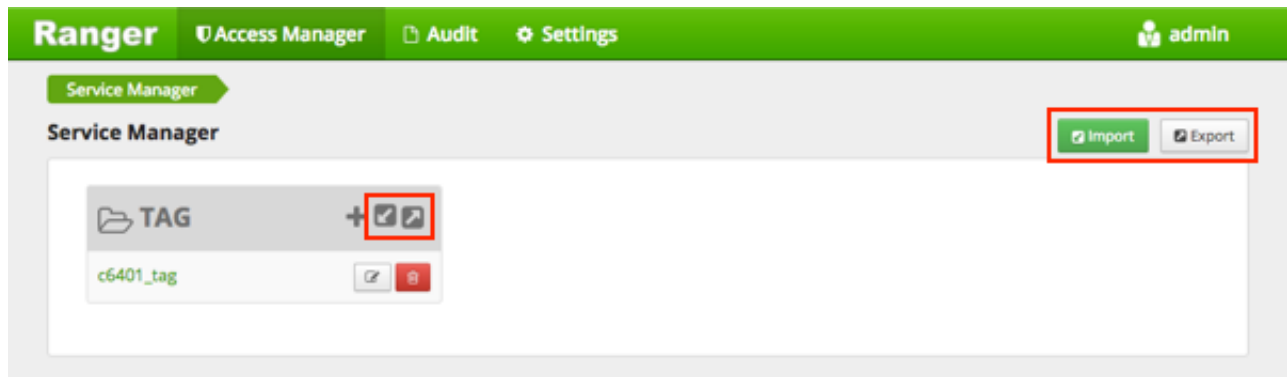 Ranger Access Manager Audit Settings admin
Service Manager
Service Manager Import Export
TAG
c6401_tag